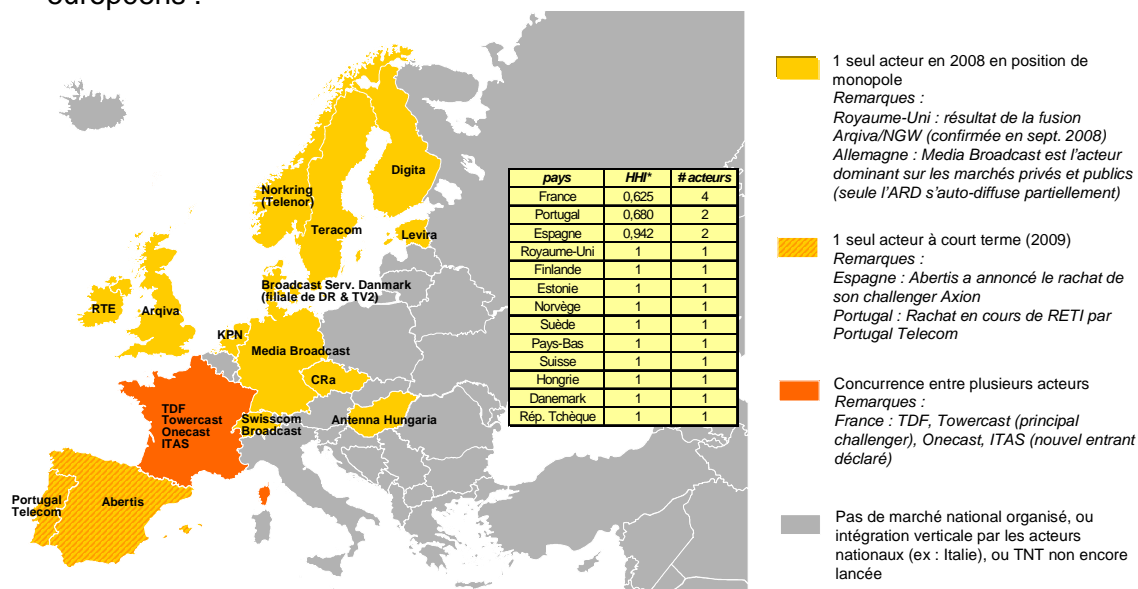 européens :
Digita
Norkring
(Telenor)
Teracom
Levira
Broadcast Serv. Danmark
(filiale de DR & TV2)
RTE
Arqiva
KPN
Media Broadcast
CRa
TDF
Towercast
Onecast
ITAS
Swisscom
Broadcast
Antenna Hungaria
Portugal
Telecom
Abertis
pays HHI* # acteurs
France 0,625 4
Portugal 0,680 2
Espagne 0,942 2
Royaume-Uni 1 1
Finlande 1 1
Estonie 1 1
Norvège 1 1
Suède 1 1
Pays-Bas 1 1
Suisse 1 1
Hongrie 1 1
Danemark 1 1
Rép. Tchèque 1 1
1 seul acteur en 2008 en position de
monopole
Remarques :
Royaume-Uni : résultat de la fusion
Arqiva/NGW (confirmée en sept. 2008)
Allemagne : Media Broadcast est l'acteur
dominant sur les marchés privés et publics
(seule l'ARD s'auto-diffuse partiellement)
1 seul acteur à court terme (2009)
Remarques :
Espagne : Abertis a annoncé le rachat de
son challenger Axion
Portugal : Rachat en cours de RETI par
Portugal Telecom
Concurrence entre plusieurs acteurs
Remarques :
France : TDF, Towercast (principal
challenger), Onecast, ITAS (nouvel entrant
déclaré)
Pas de marché national organisé, ou
intégration verticale par les acteurs
nationaux (ex : Italie), ou TNT non encore
lancée